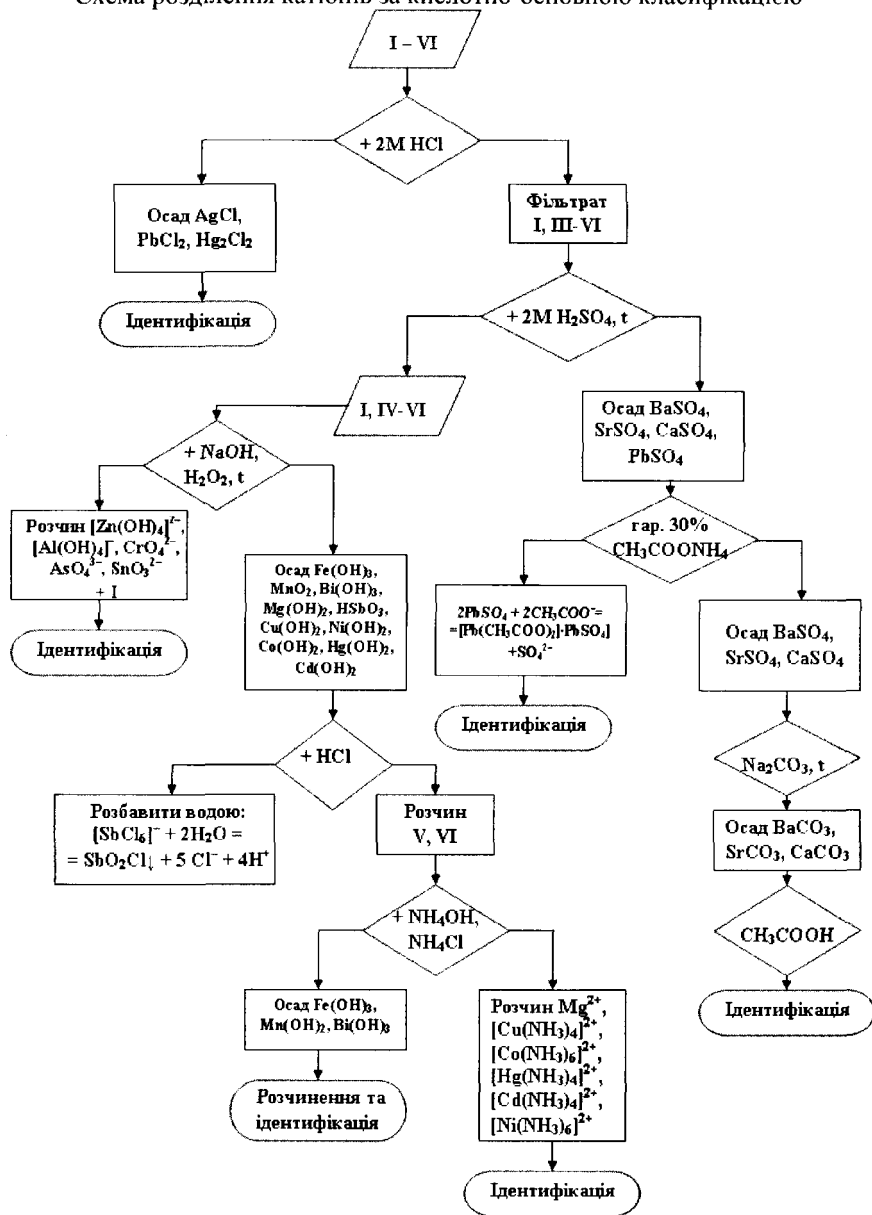 Схема розділення катіонів за кислотно-основною класифікацією
I – VI
+ 2M HCl
Осад AgCl,
PbCl₂, Hg₂Cl₂
Ідентифікація
Фільтрат
I, III-VI
+ 2M H₂SO₄, t
I, IV-VI
Осад BaSO₄,
SrSO₄, CaSO₄,
PbSO₄
+ NaOH,
H₂O₂, t
Розчин [Zn(OH)₄]²⁻,
[Al(OH)₄]⁻, CrO₄²⁻,
AsO₄³⁻, SnO₃²⁻
+ I
Ідентифікація
Осад Fe(OH)₃,
MnO₂, Bi(OH)₃,
Mg(OH)₂, HSbO₃,
Cu(OH)₂, Ni(OH)₂,
Co(OH)₂, Hg(OH)₂,
Cd(OH)₂
гар. 30%
CH₃COONH₄
2PbSO₄ + 2CH₃COO⁻=
=[Pb(CH₃COO)₂]·PbSO₄]
+SO₄²⁻
Ідентифікація
Осад BaSO₄,
SrSO₄, CaSO₄
Na₂CO₃, t
Осад BaCO₃,
SrCO₃, CaCO₃
CH₃COOH
Ідентифікація
+ HCl
Розбавити водою:
[SbCl₆]⁻ + 2H₂O =
= SbO₂Cl↓ + 5 Cl⁻ + 4H⁺
Розчин
V, VI
+ NH₄OH,
NH₄Cl
Осад Fe(OH)₃,
Mn(OH)₂, Bi(OH)₃
Розчинення та
ідентифікація
Розчин Mg²⁺,
[Cu(NH₃)₄]²⁺,
[Co(NH₃)₆]²⁺,
[Hg(NH₃)₄]²⁺,
[Cd(NH₃)₄]²⁺,
[Ni(NH₃)₆]²⁺
Ідентифікація